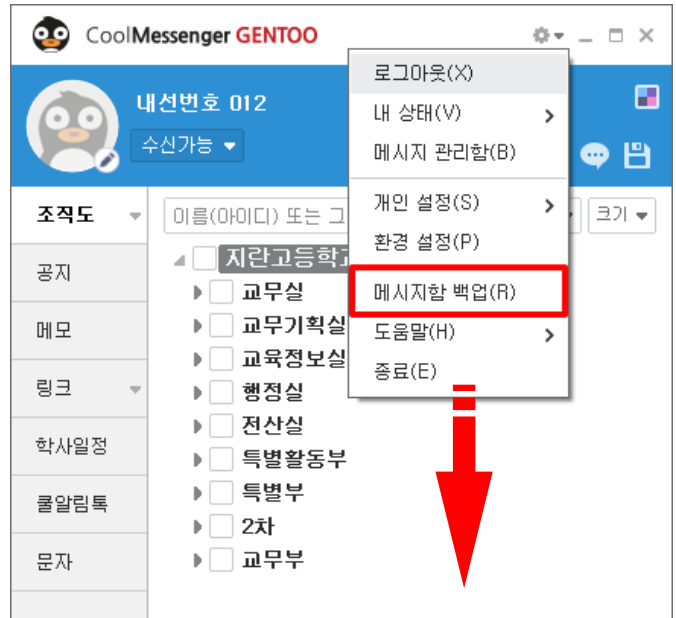 CoolMessenger GENTOO
내선번호 012
수신가능
로그아웃(X)
내 상태(V)
메시지 관리함(B)
개인 설정(S)
환경 설정(P)
메시지함 백업(R)
도움말(H)
종료(E)
조직도
공지
메모
링크
학사일정
쿨알림톡
문자
이름(아이디) 또는 그
크기
지란고등학교
교무실
교무기획실
교육정보실
행정실
전산실
특별활동부
특별부
2차
교무부